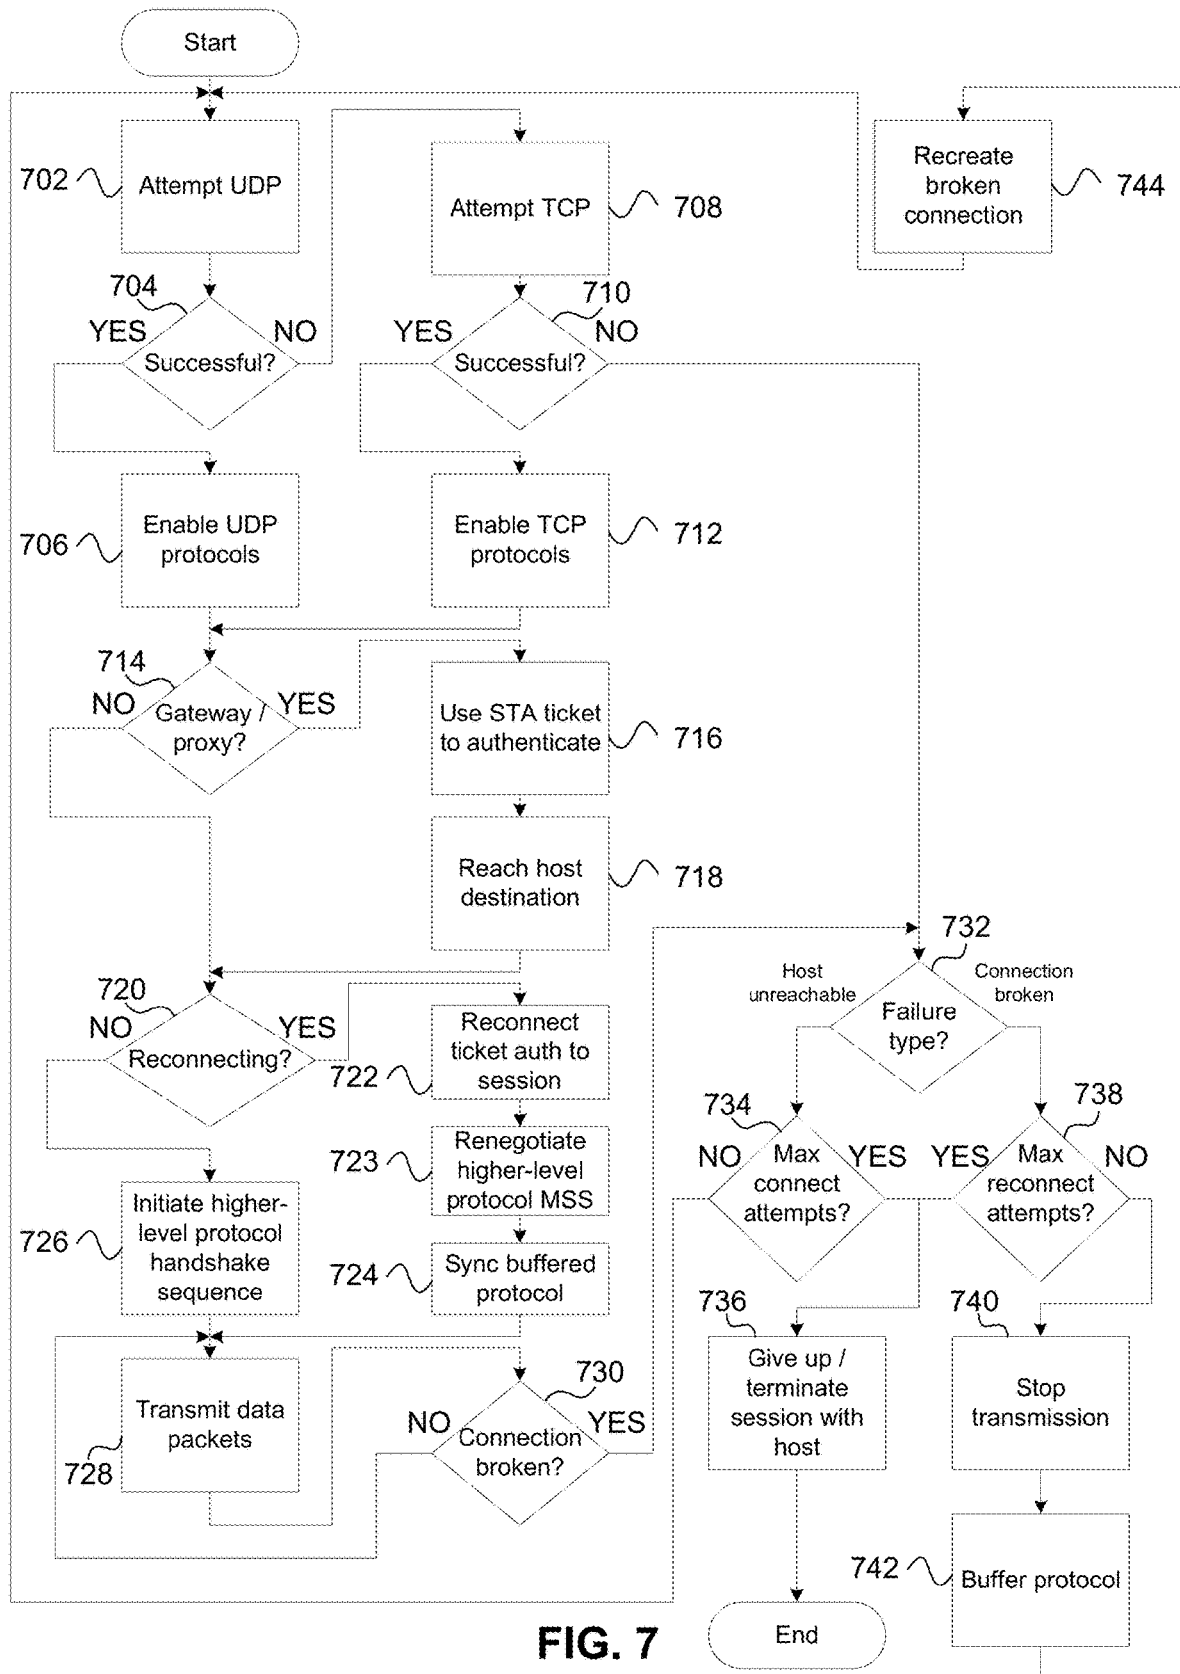 Start
702
Attempt UDP
Attempt TCP
708
Recreate
broken
connection
744
704
YES
NO
Successful?
710
YES
NO
Successful?
706
Enable UDP
protocols
Enable TCP
protocols
712
714
NO
YES
Gateway /
proxy?
Use STA ticket
to authenticate
716
Reach host
destination
718
720
NO
YES
Reconnecting?
Reconnect
ticket auth to
session
722
723
Renegotiate
higher-level
protocol MSS
724
Sync buffered
protocol
726
Initiate higher-
level protocol
handshake
sequence
Transmit data
packets
728
730
NO
YES
Connection
broken?
732
Host
unreachable
Connection
broken
Failure
type?
734
NO
YES
Max
connect
attempts?
738
YES
NO
Max
reconnect
attempts?
736
Give up /
terminate
session with
host
740
Stop
transmission
742
Buffer protocol
End
FIG. 7